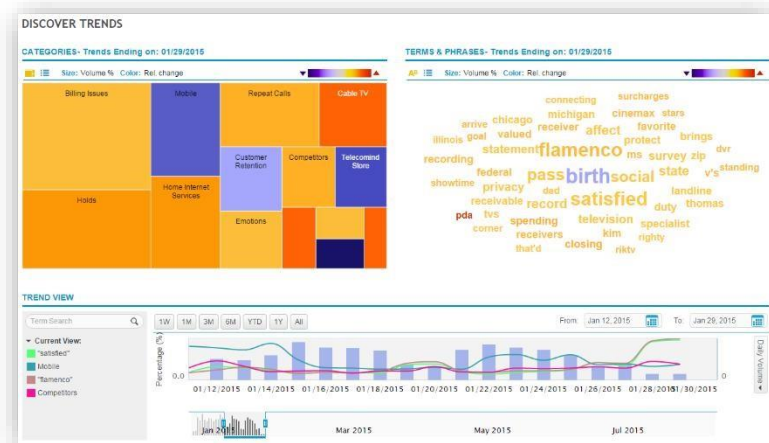 DISCOVER TRENDS
CATEGORIES- Trends Ending on: 01/29/2015
Size: Volume % Color: Rel. change
Billing Issues
Mobile
Repeat Calls
Cable TV
Customer Retention
Competitors
Telecomind Store
Holds
Home Internet Services
Emotions
TERMS & PHRASES- Trends Ending on: 01/29/2015
Size: Volume % Color: Rel. change
connecting surcharges
michigan cinemax stars
arrive chicago receiver favorite
illinois goal valued affect protect brings
statement flamenco ms survey zip dvr
recording
federal pass birth social state v's standing
showtime privacy dad landline
receivable record satisfied duty thomas
pda tvs spending television specialist
corner receivers kim righty
that'd closing riktv
TREND VIEW
Term Search
Current View:
"satisfied"
Mobile
"flamenco"
Competitors
1W 1M 3M 6M YTD 1Y All
From: Jan 12, 2015 To: Jan 29, 2015
Percentage (%)
0.0
0
Daily Volume
01/12/2015 01/14/2015 01/16/2015 01/18/2015 01/20/2015 01/22/2015 01/24/2015 01/26/2015 01/28/2015 01/30/2015
Jan 2015 Mar 2015 May 2015 Jul 2015